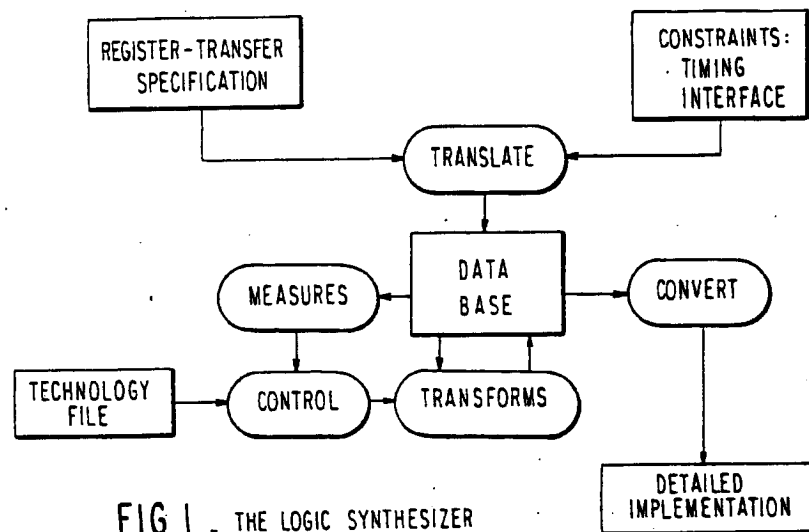 REGISTER-TRANSFER
SPECIFICATION
CONSTRAINTS:
TIMING
INTERFACE
TRANSLATE
DATA
BASE
MEASURES
CONVERT
TECHNOLOGY
FILE
CONTROL
TRANSFORMS
DETAILED
IMPLEMENTATION
FIG 1. THE LOGIC SYNTHESIZER